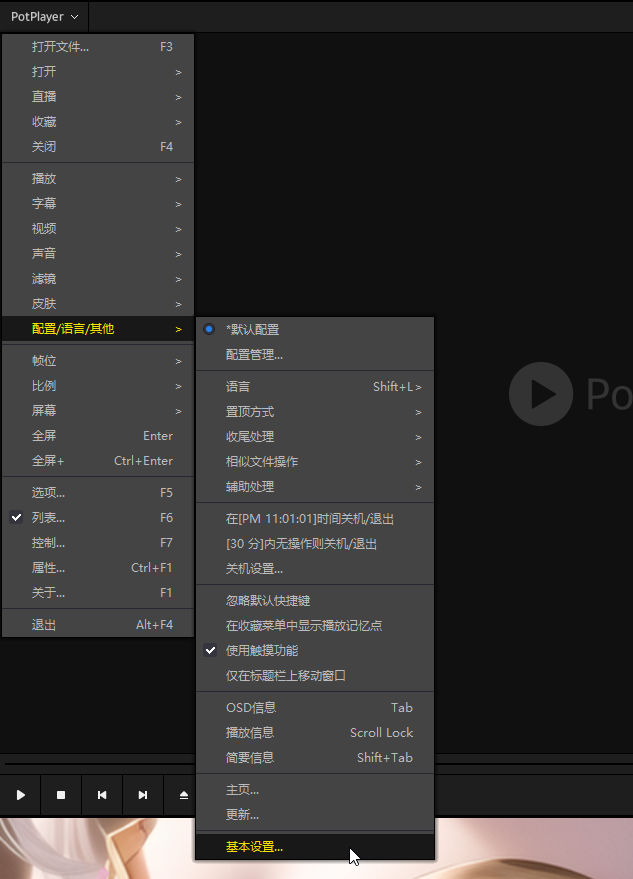 PotPlayer
打开文件... F3
打开 >
直播 >
收藏 >
关闭 F4
播放 >
字幕 >
视频 >
声音 >
滤镜 >
皮肤 >
配置/语言/其他 >
帧位 >
比例 >
屏幕 >
全屏 Enter
全屏+ Ctrl+Enter
选项... F5
列表... F6
控制... F7
属性... Ctrl+F1
关于... F1
退出 Alt+F4
*默认配置
配置管理...
语言 Shift+L >
置顶方式 >
收尾处理 >
相似文件操作 >
辅助处理 >
在[PM 11:01:01]时间关机/退出
[30 分]内无操作则关机/退出
关机设置...
忽略默认快捷键
在收藏菜单中显示播放记忆点
使用触摸功能
仅在标题栏上移动窗口
OSD信息 Tab
播放信息 Scroll Lock
简要信息 Shift+Tab
主页...
更新...
基本设置...
Po